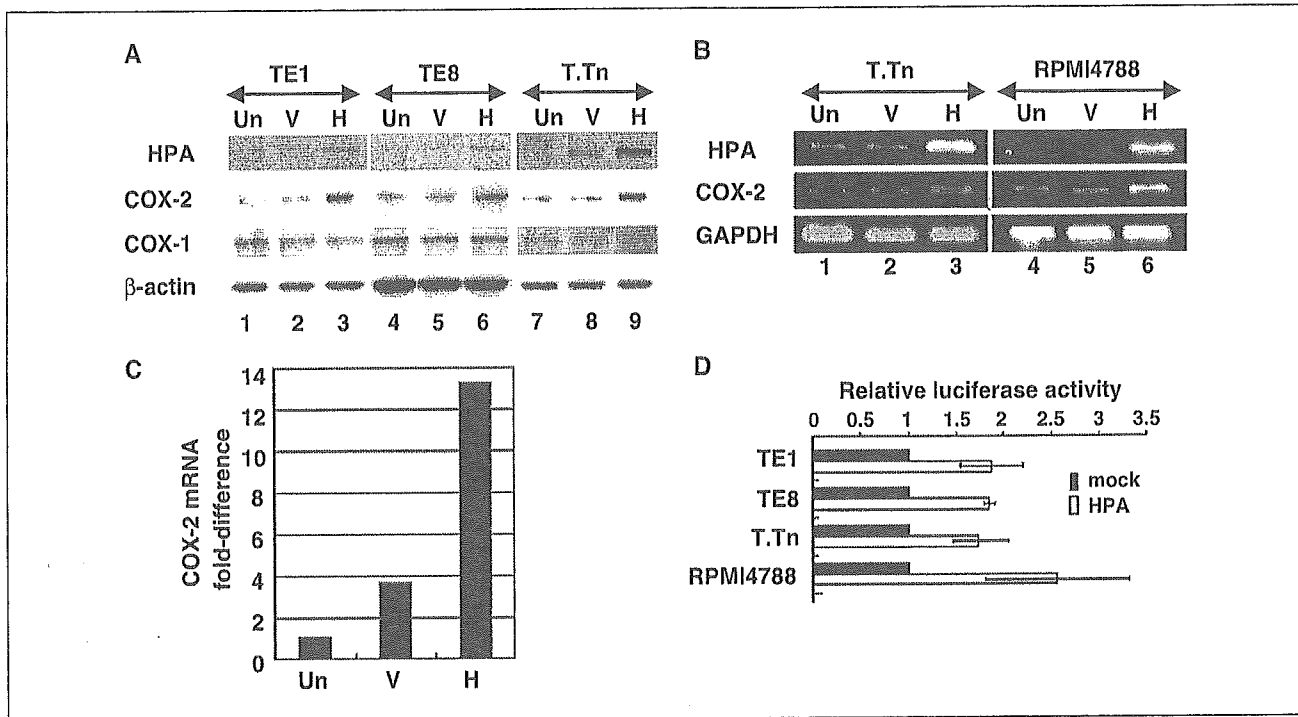 A
TE1 TE8 T.Tn
Un V H Un V H Un V H
HPA
COX-2
COX-1
β-actin
1 2 3 4 5 6 7 8 9
B
T.Tn RPMI4788
Un V H Un V H
HPA
COX-2
GAPDH
1 2 3 4 5 6
C
COX-2 mRNA
fold-difference
14
12
10
8
6
4
2
0
Un V H
D
Relative luciferase activity
0 0.5 1 1.5 2 2.5 3 3.5
TE1
TE8
T.Tn
RPMI4788
mock
HPA